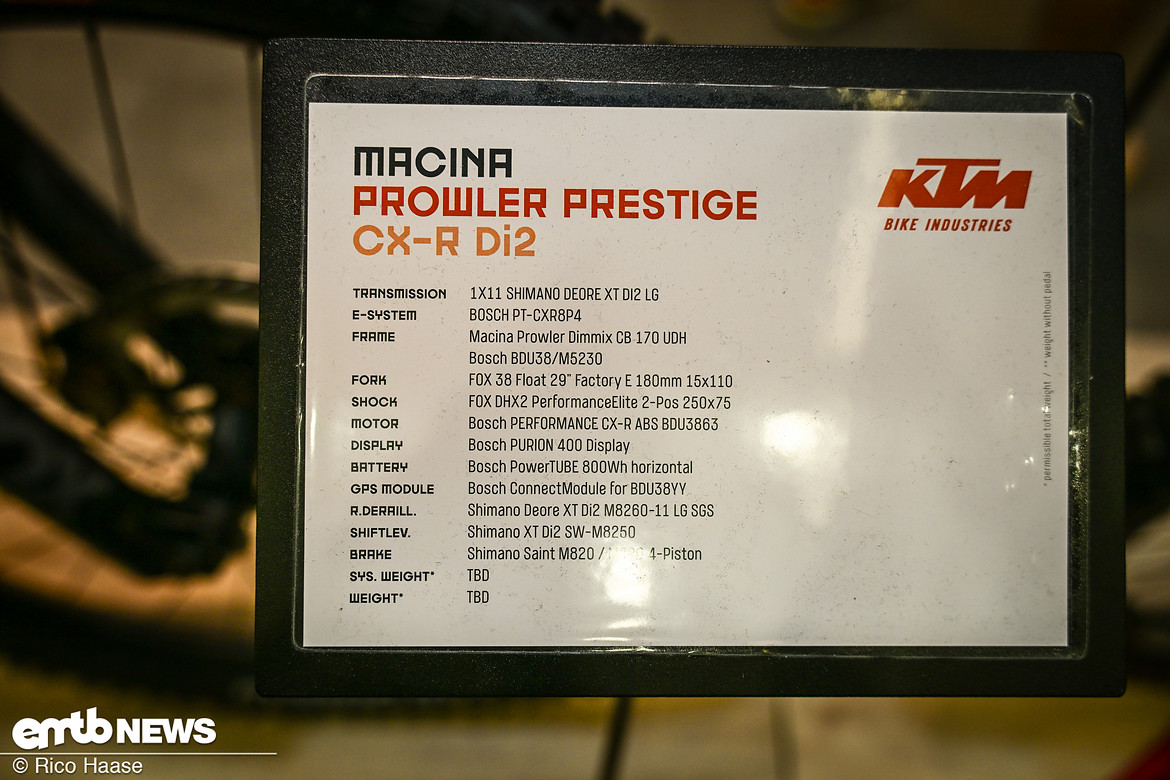 MACINA
PROWLER PRESTIGE
CX-R Di2
KTM
BIKE INDUSTRIES
TRANSMISSION 1X11 SHIMANO DEORE XT DI2 LG
E-SYSTEM BOSCH PT-CXR8P4
FRAME Macina Prowler Dimmix CB 170 UDH
Bosch BDU38/M5230
FORK FOX 38 Float 29" Factory E 180mm 15x110
SHOCK FOX DHX2 PerformanceElite 2-Pos 250x75
MOTOR Bosch PERFORMANCE CX-R ABS BDU3863
DISPLAY Bosch PURION 400 Display
BATTERY Bosch PowerTUBE 800Wh horizontal
GPS MODULE Bosch ConnectModule for BDU38YY
R.DERAILL. Shimano Deore XT Di2 M8260-11 LG SGS
SHIFTLEV. Shimano XT Di2 SW-M8250
BRAKE Shimano Saint M820 / 4-Piston
SYS. WEIGHT* TBD
WEIGHT* TBD
* permissible total weight / ** weight without pedal
emtb NEWS
© Rico Haase